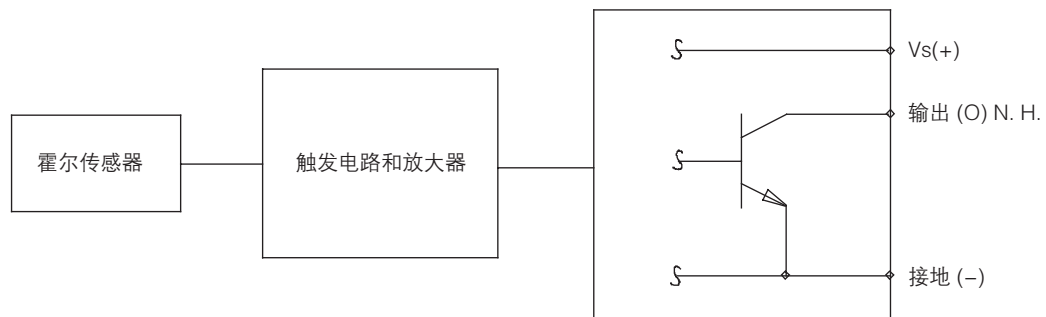 Vs(+)
输出 (O) N. H.
霍尔传感器
触发电路和放大器
接地 (−)